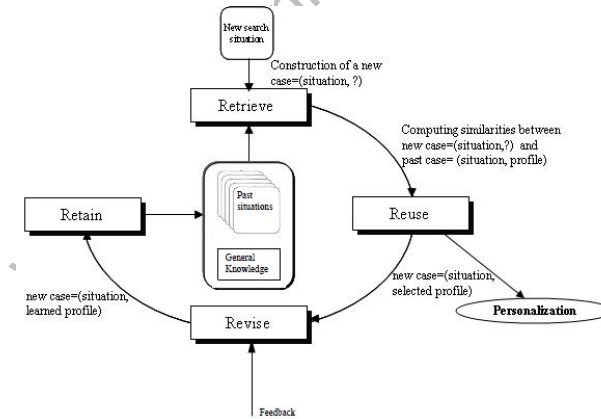 New search
situation
Construction of a new
case=(situation, ?)
Retrieve
Computing similarities between
new case=(situation,?) and
past case= (situation, profile)
Past
situations
Retain
Reuse
General
Knowledge
new case=(situation,
selected profile)
new case=(situation,
learned profile)
Personalization
Revise
Feedback